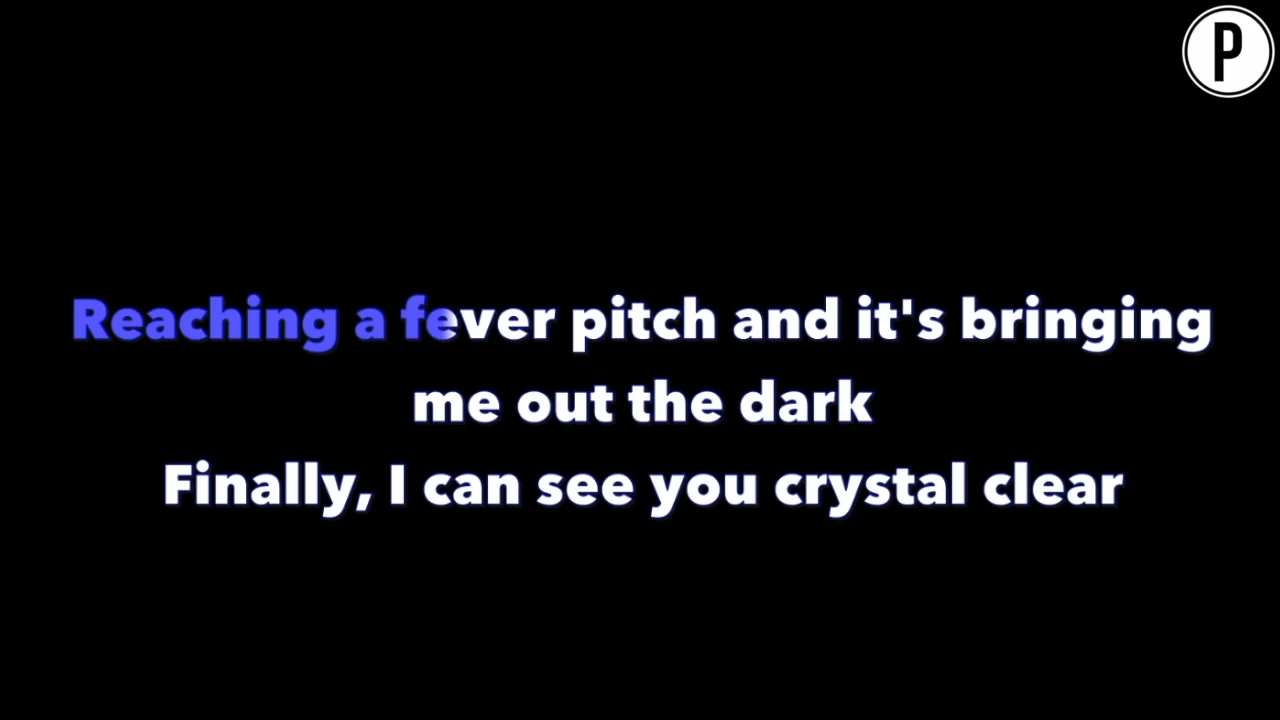 P
Reaching a fever pitch and it's bringing
me out the dark
Finally, I can see you crystal clear